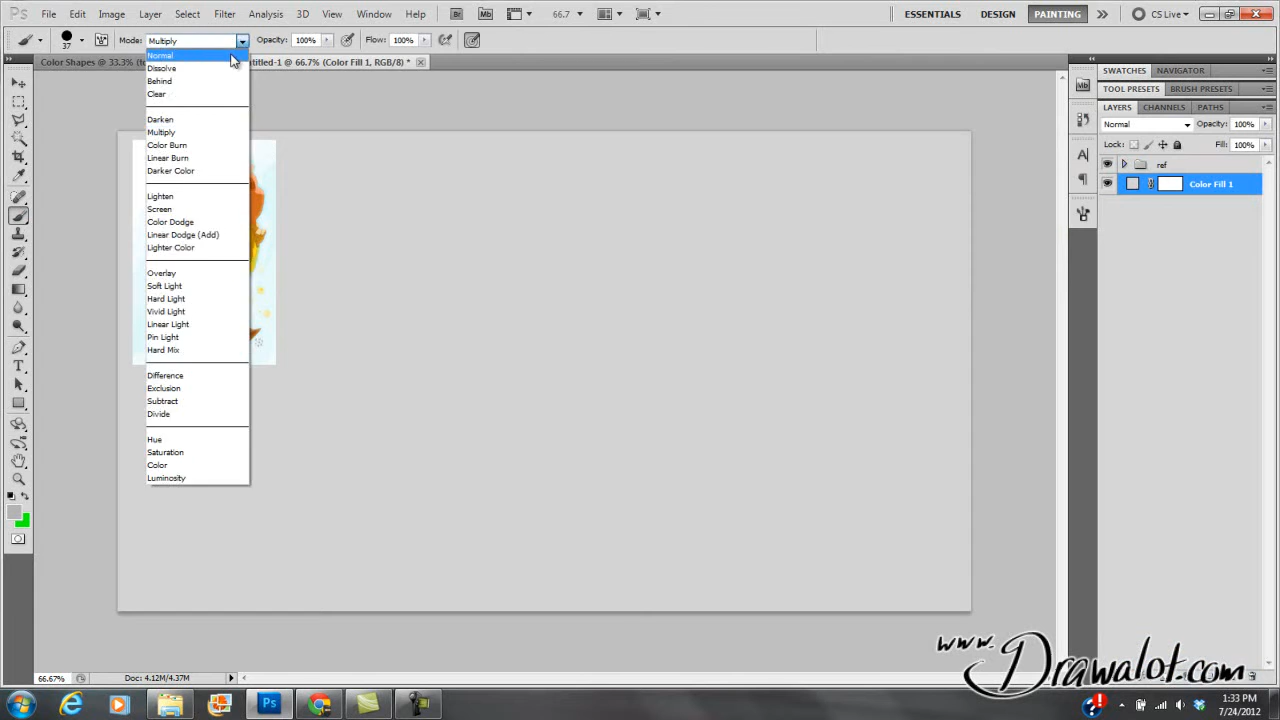 Ps File Edit Image Layer Select Filter Analysis 3D View Window Help Br Mb 66.7 ESSENTIALS DESIGN PAINTING CS Live
37 Mode: Multiply Opacity: 100% Flow: 100%
Color Shapes @ 33.3% titled-1 @ 66.7% (Color Fill 1, RGB/8) *
Normal
Dissolve
Behind
Clear
Darken
Multiply
Color Burn
Linear Burn
Darker Color
Lighten
Screen
Color Dodge
Linear Dodge (Add)
Lighter Color
Overlay
Soft Light
Hard Light
Vivid Light
Linear Light
Pin Light
Hard Mix
Difference
Exclusion
Subtract
Divide
Hue
Saturation
Color
Luminosity
SWATCHES NAVIGATOR
TOOL PRESETS BRUSH PRESETS
LAYERS CHANNELS PATHS
Normal Opacity: 100%
Lock: Fill: 100%
ref
Color Fill 1
66.67% Doc: 4.12M/4.37M
www.Drawalot.com
Ps
1:33 PM
7/24/2012